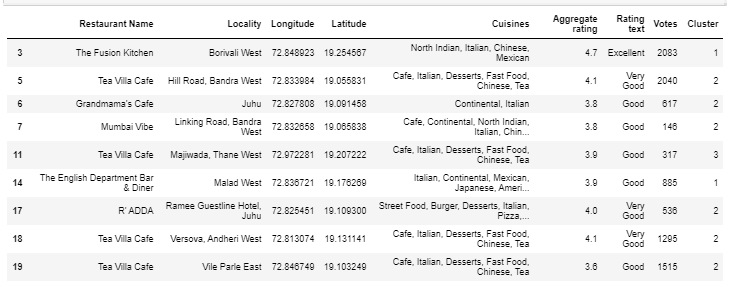 Restaurant Name Locality Longitude Latitude Cuisines Aggregate rating Rating text Votes Cluster
3 The Fusion Kitchen Borivali West 72.848923 19.254567 North Indian, Italian, Chinese, Mexican 4.7 Excellent 2083 1
5 Tea Villa Cafe Hill Road, Bandra West 72.833984 19.055831 Cafe, Italian, Desserts, Fast Food, Chinese, Tea 4.1 Very Good 2040 2
6 Grandmama's Cafe Juhu 72.827808 19.091458 Continental, Italian 3.8 Good 617 2
7 Mumbai Vibe Linking Road, Bandra West 72.832658 19.065838 Cafe, Continental, North Indian, Italian, Chin... 3.8 Good 146 2
11 Tea Villa Cafe Majiwada, Thane West 72.972281 19.207222 Cafe, Italian, Desserts, Fast Food, Chinese, Tea 3.9 Good 317 3
14 The English Department Bar & Diner Malad West 72.836721 19.176269 Italian, Continental, Mexican, Japanese, Ameri... 3.9 Good 885 1
17 R' ADDA Ramee Guestline Hotel, Juhu 72.825451 19.109300 Street Food, Burger, Desserts, Italian, Pizza,... 4.0 Very Good 536 2
18 Tea Villa Cafe Versova, Andheri West 72.813074 19.131141 Cafe, Italian, Desserts, Fast Food, Chinese, Tea 4.1 Very Good 1295 2
19 Tea Villa Cafe Vile Parle East 72.846749 19.103249 Cafe, Italian, Desserts, Fast Food, Chinese, Tea 3.6 Good 1515 2